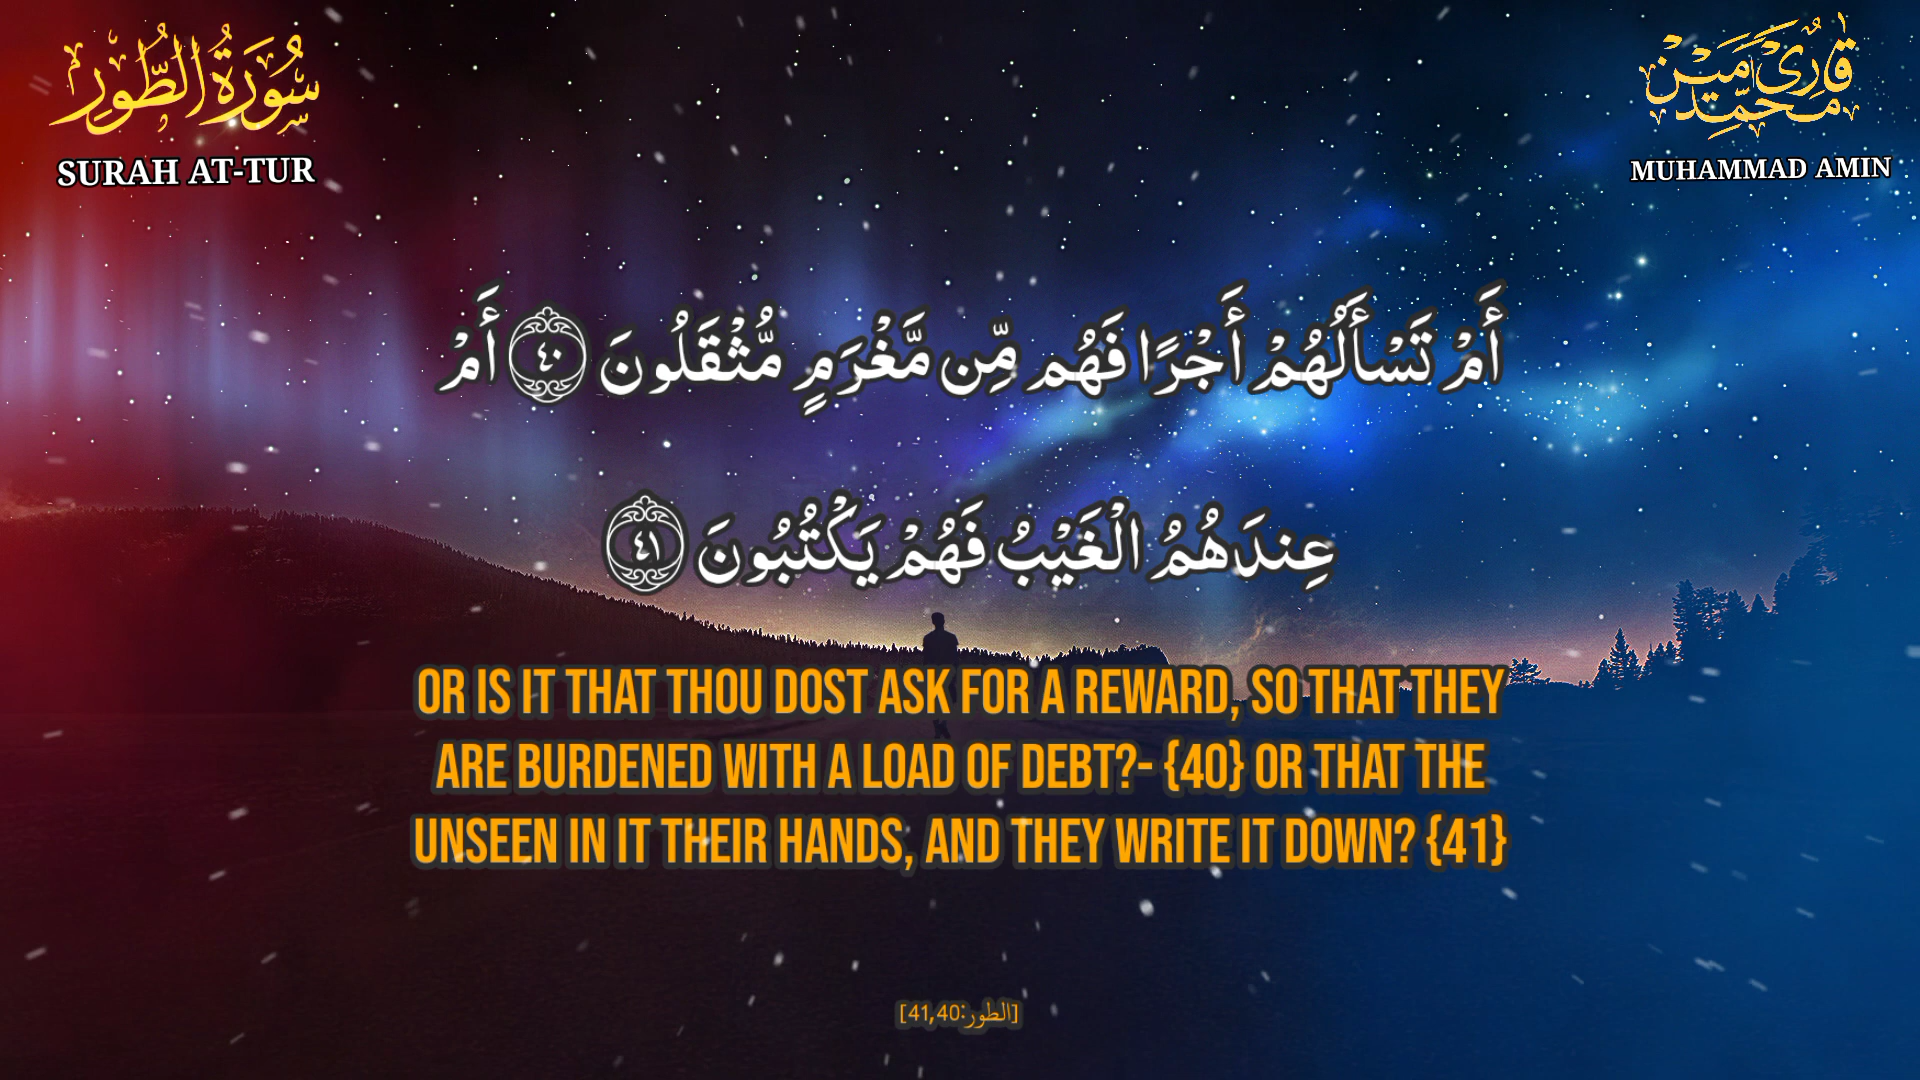 سُورَةُ الطُّورِ
SURAH AT-TUR
قارئ محمد أمين
MUHAMMAD AMIN
أَمْ تَسْأَلُهُمْ أَجْرًا فَهُم مِّن مَّغْرَمٍ مُّثْقَلُونَ ٤٠ أَمْ
عِندَهُمُ الْغَيْبُ فَهُمْ يَكْتُبُونَ ٤١
OR IS IT THAT THOU DOST ASK FOR A REWARD, SO THAT THEY
ARE BURDENED WITH A LOAD OF DEBT?- {40} OR THAT THE
UNSEEN IN IT THEIR HANDS, AND THEY WRITE IT DOWN? {41}
[الطور:41,40]